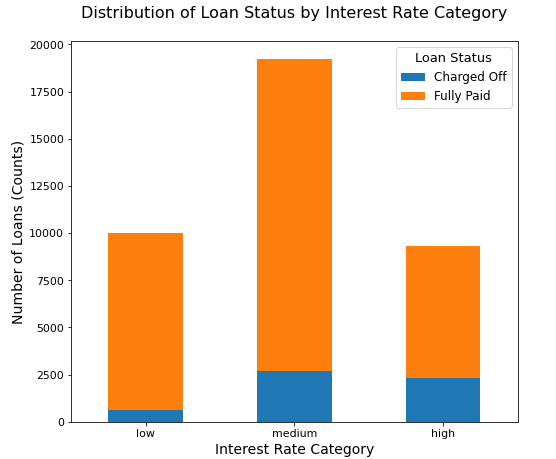 Distribution of Loan Status by Interest Rate Category
20000
17500
15000
12500
10000
7500
5000
2500
0
Number of Loans (Counts)
Loan Status
Charged Off
Fully Paid
low
medium
high
Interest Rate Category